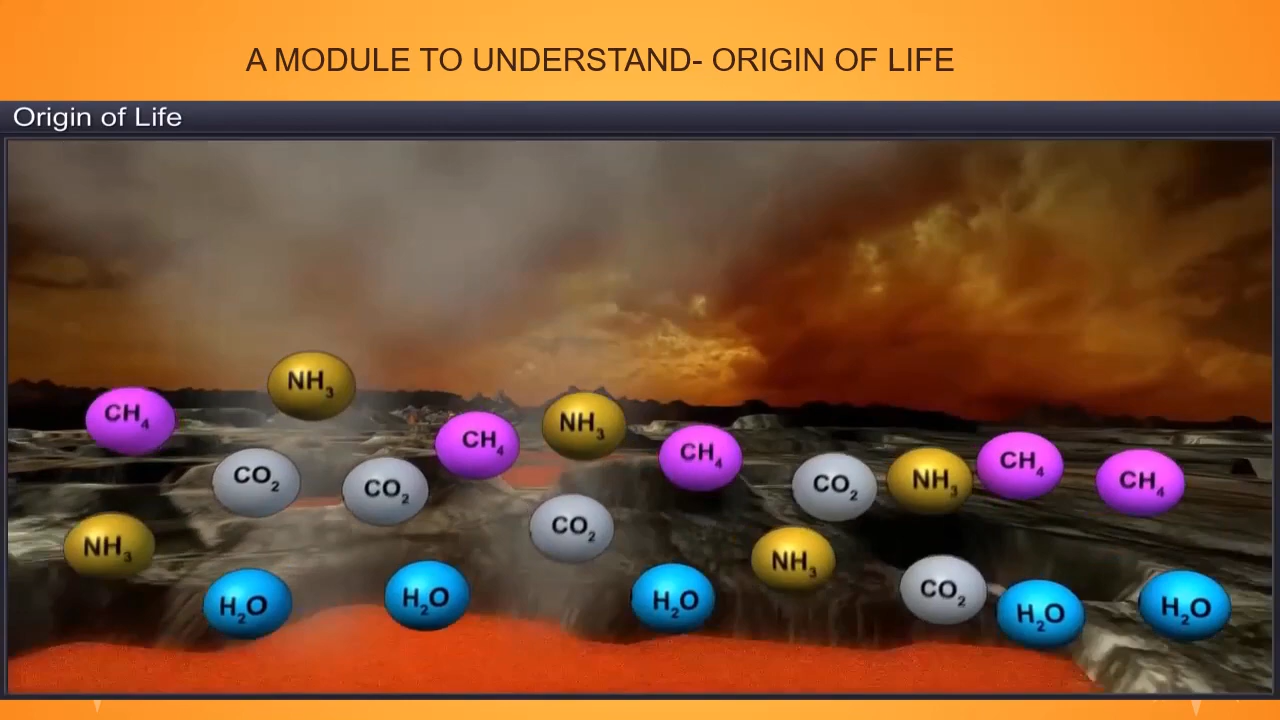 A MODULE TO UNDERSTAND- ORIGIN OF LIFE
Origin of Life
NH₃
CH₄
NH₃
CH₄
CH₄
CH₄
CH₄
CO₂
CO₂
CO₂
NH₃
CO₂
NH₃
NH₃
CO₂
H₂O
H₂O
H₂O
H₂O
H₂O